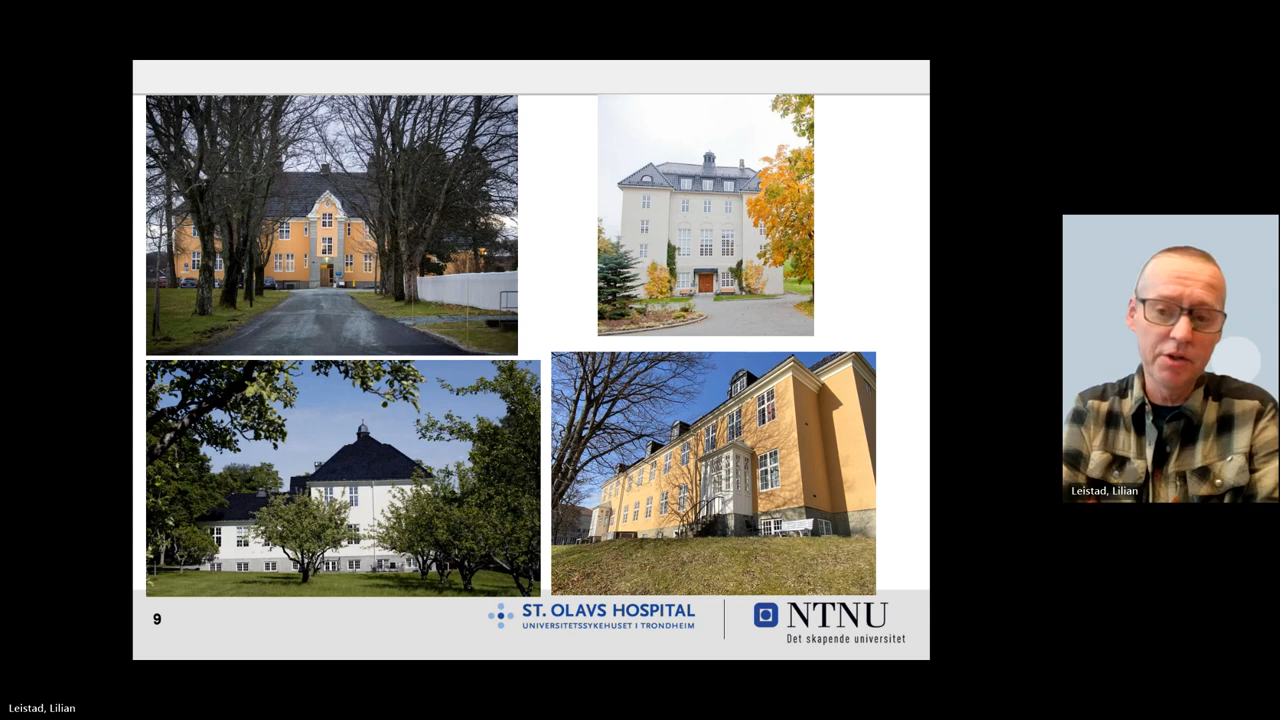 9
ST. OLAVS HOSPITAL
UNIVERSITETSSYKEHUSET I TRONDHEIM
NTNU
Det skapende universitet
Leistad, Lilian
Leistad, Lilian